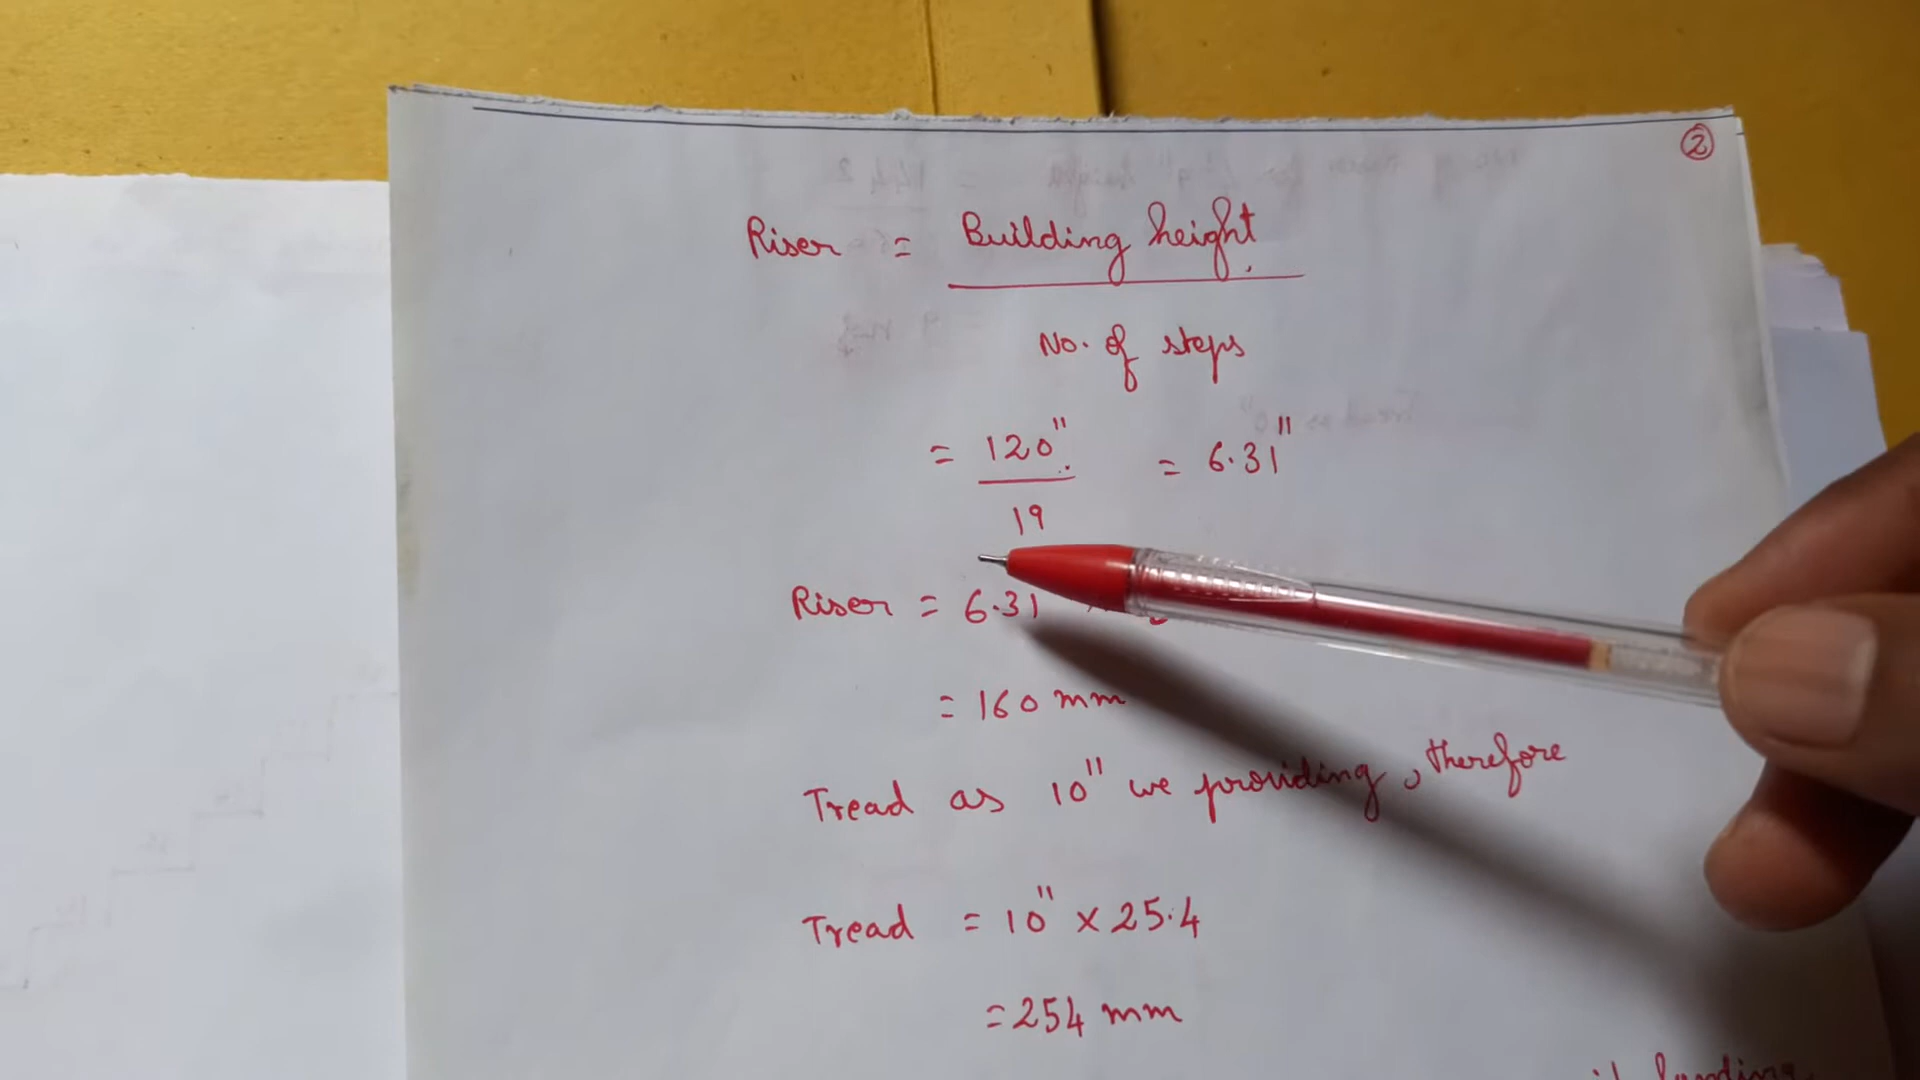 ②
Riser = Building height
No. of steps
= 120" = 6.31"
19
Riser = 6.31
= 160 mm
Tread as 10" we providing, therefore
Tread = 10" x 25.4
= 254 mm
landing